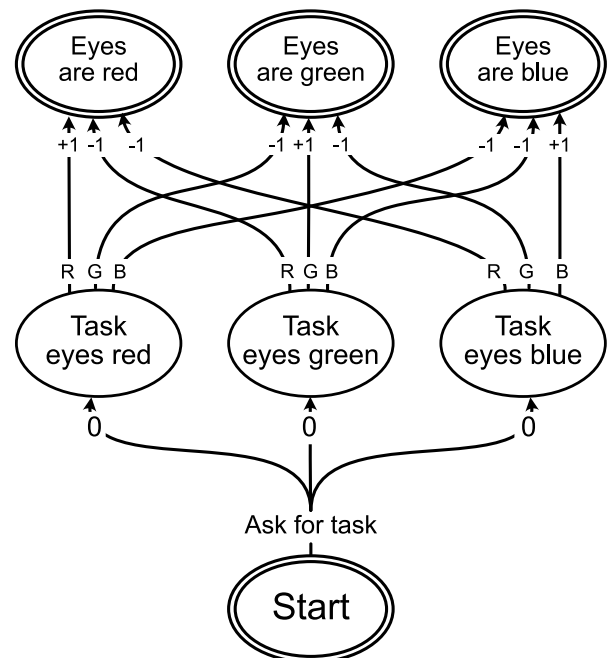 Eyes
are red
Eyes
are green
Eyes
are blue
+1 -1 -1 -1 +1 -1 -1 -1 +1
R G B R G B R G B
Task
eyes red
Task
eyes green
Task
eyes blue
0 0 0
Ask for task
Start